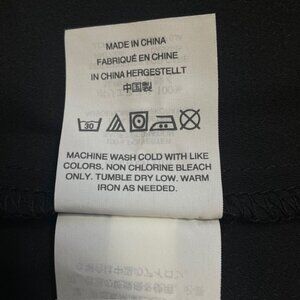 MADE IN CHINA
FABRIQUÉ EN CHINE
IN CHINA HERGESTELLT
中国製
30
MACHINE WASH COLD WITH LIKE
COLORS. NON CHLORINE BLEACH
ONLY. TUMBLE DRY LOW. WARM
IRON AS NEEDED.